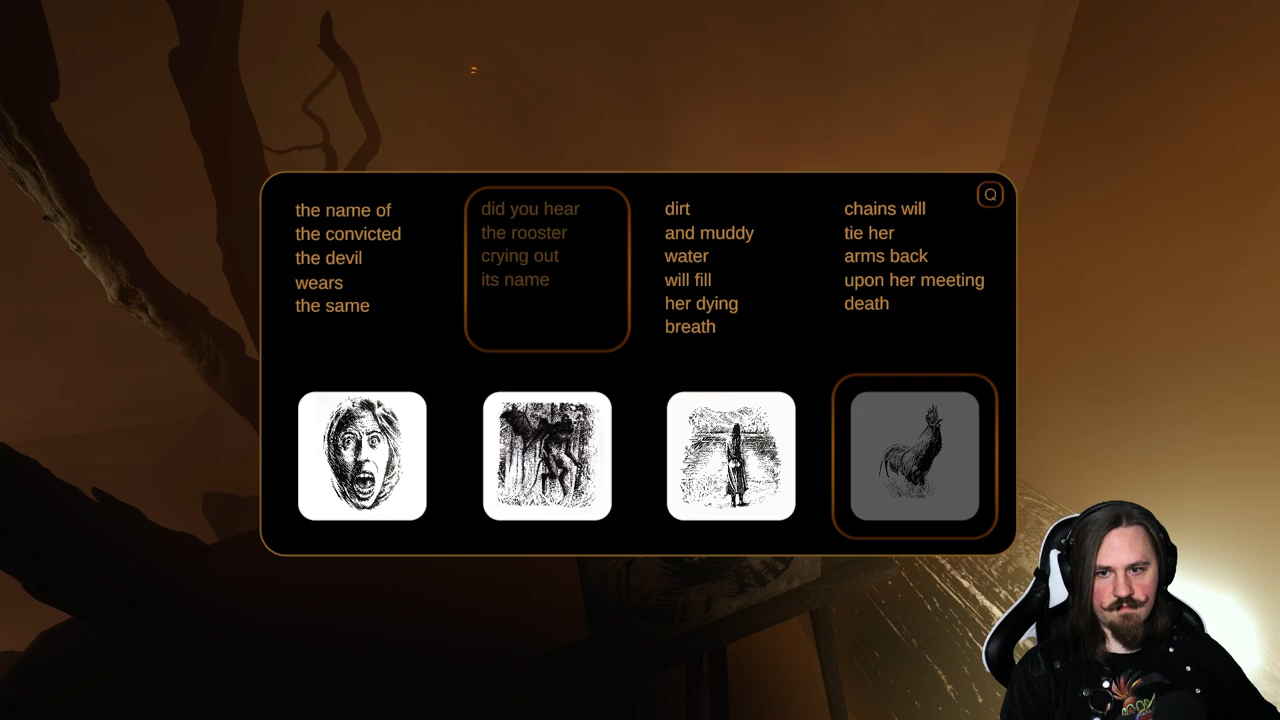 the name of
the convicted
the devil
wears
the same
did you hear
the rooster
crying out
its name
dirt
and muddy
water
will fill
her dying
breath
chains will
tie her
arms back
upon her meeting
death
Q